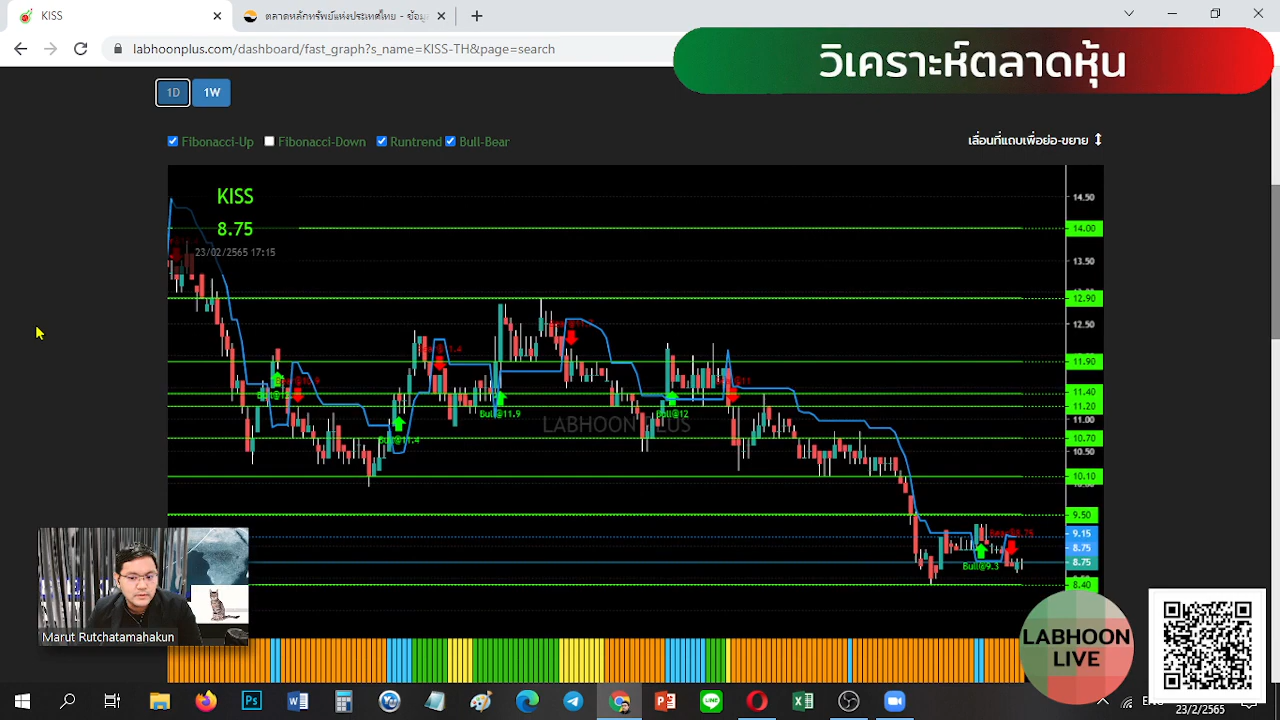 KISS
ตลาดหลักทรัพย์แห่งประเทศไทย - ข้อมูล
labhoonplus.com/dashboard/fast_graph?s_name=KISS-TH&page=search
วิเคราะห์ตลาดหุ้น
1D 1W
Fibonacci-Up Fibonacci-Down Runtrend Bull-Bear
เลื่อนที่แถบเพื่อย่อ-ขยาย
KISS
8.75
23/02/2565 17:15
14.50
14.00
13.50
12.90
12.50
11.90
11.40
11.20
11.00
10.70
10.50
10.10
9.50
9.15
8.75
8.75
8.40
Bull@11.4
Bull@11.9
Bull@12
Bull@9.3
LABHOON PLUS
Marut Rutchatamahakun
LABHOON
LIVE
23/2/2565